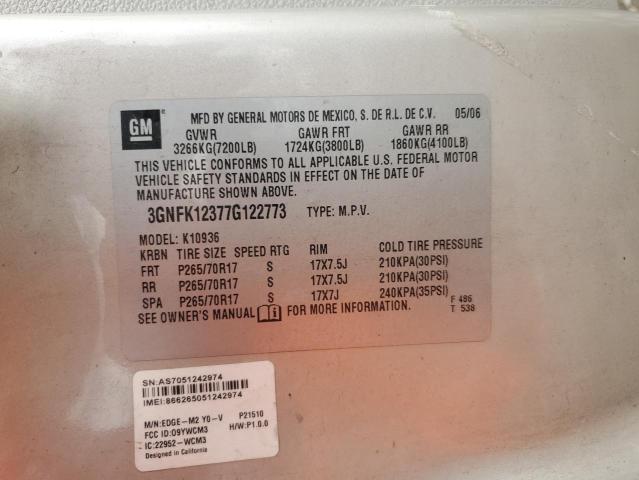 GM
MFD BY GENERAL MOTORS DE MEXICO, S. DE R.L. DE C.V. 05/06
GVWR GAWR FRT GAWR RR
3266KG(7200LB) 1724KG(3800LB) 1860KG(4100LB)
THIS VEHICLE CONFORMS TO ALL APPLICABLE U.S. FEDERAL MOTOR
VEHICLE SAFETY STANDARDS IN EFFECT ON THE DATE OF
MANUFACTURE SHOWN ABOVE.
3GNFK12377G122773 TYPE: M.P.V.
MODEL: K10936
KRBN TIRE SIZE SPEED RTG RIM COLD TIRE PRESSURE
FRT P265/70R17 S 17X7.5J 210KPA(30PSI)
RR P265/70R17 S 17X7.5J 210KPA(30PSI)
SPA P265/70R17 S 17X7J 240KPA(35PSI)
SEE OWNER'S MANUAL FOR MORE INFORMATION.
F 486
T 538
SN:AS7051242974
IMEI:866265051242974
M/N:EDGE-M2 Y0-V P21510
FCC ID:O9YWCM3 H/W:P1.0.0
IC:22952-WCM3
Designed in California